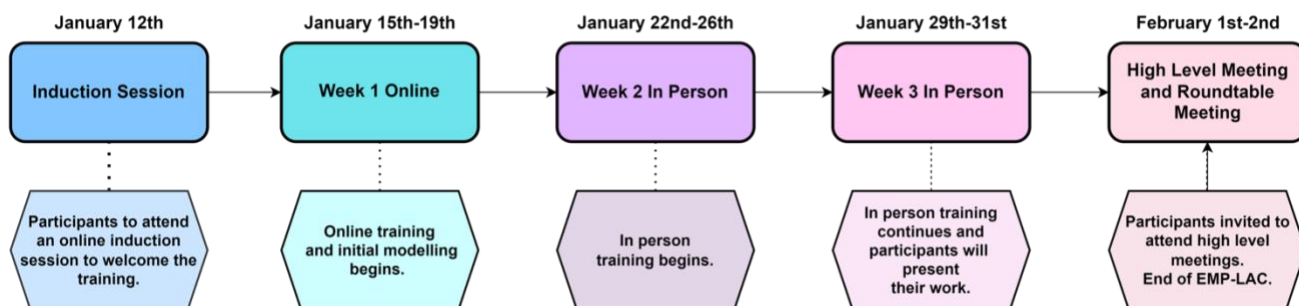 January 12th
January 15th-19th
January 22nd-26th
January 29th-31st
February 1st-2nd
Induction Session
Week 1 Online
Week 2 In Person
Week 3 In Person
High Level Meeting
and Roundtable
Meeting
Participants to attend
an online induction
session to welcome the
training.
Online training
and initial modelling
begins.
In person
training begins.
In person training
continues and
participants will
present
their work.
Participants invited to
attend high level
meetings.
End of EMP-LAC.